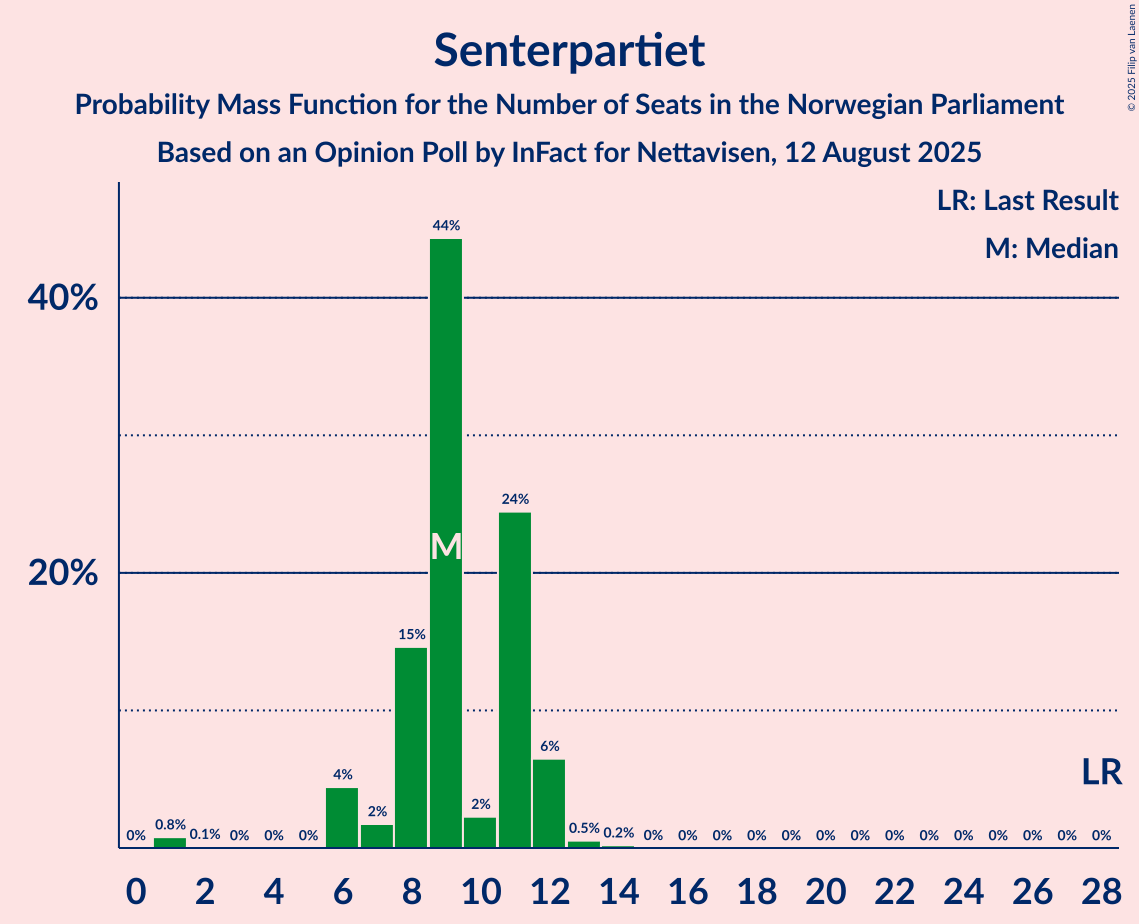 Senterpartiet
Probability Mass Function for the Number of Seats in the Norwegian Parliament
Based on an Opinion Poll by InFact for Nettavisen, 12 August 2025
© 2025 Filip van Laenen
LR: Last Result
M: Median
40%
20%
0% 0.8% 0.1% 0% 0% 0% 4% 2% 15% 44% 2% 24% 6% 0.5% 0.2% 0% 0% 0% 0% 0% 0% 0% 0% 0% 0% 0% 0% 0% 0%
M
LR
0 2 4 6 8 10 12 14 16 18 20 22 24 26 28